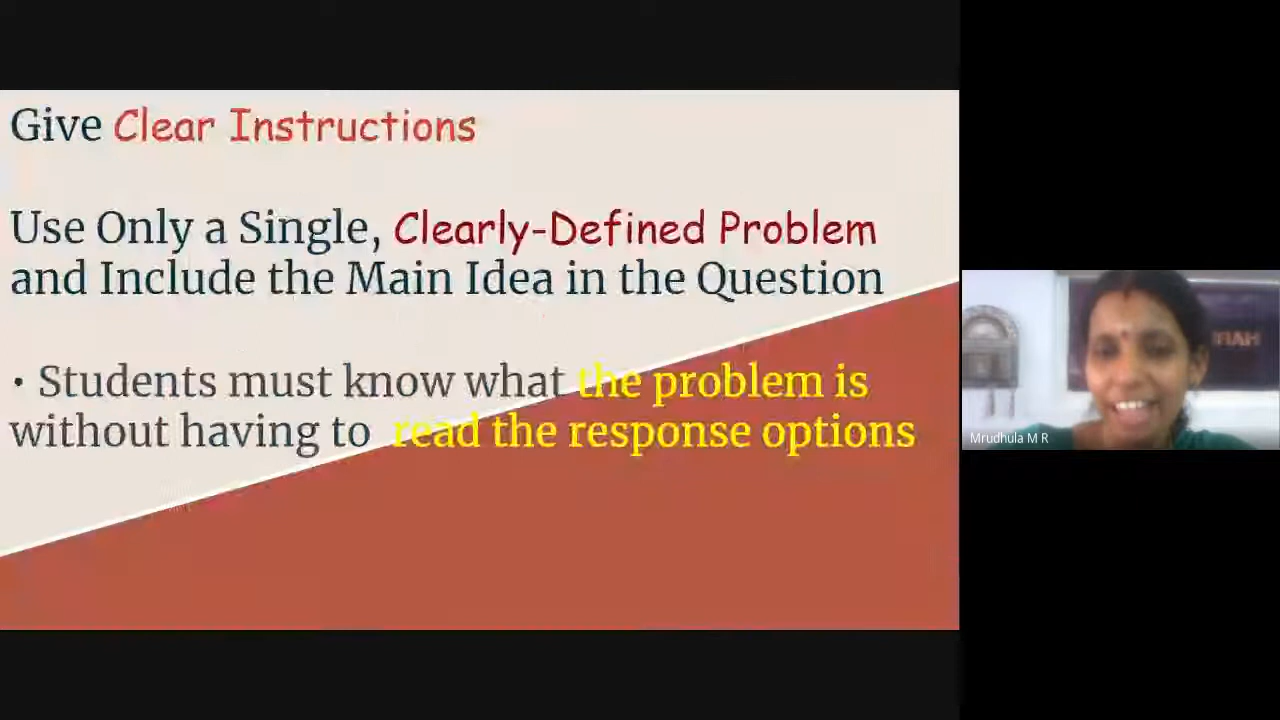 Give Clear Instructions
Use Only a Single, Clearly-Defined Problem
and Include the Main Idea in the Question
• Students must know what the problem is
without having to read the response options
Mrudhula M R